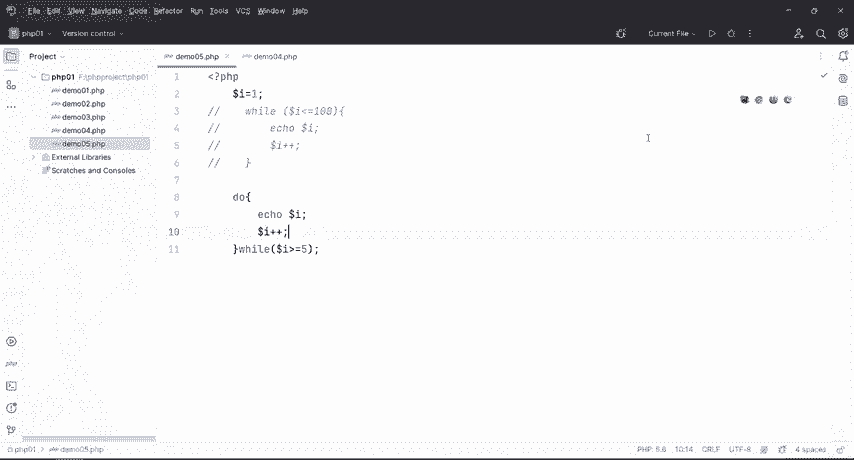 File Edit View Navigate Code Refactor Run Tools VCS Window Help
php01 Version control Current File
Project demo05.php demo04.php
php01 F:\phpproject\php01
demo01.php
demo02.php
demo03.php
demo04.php
demo05.php
External Libraries
Scratches and Consoles
1 <?php
2 $i=1;
3 // while ($i<=100){
4 // echo $i;
5 // $i++;
6 // }
7
8 do{
9 echo $i;
10 $i++;
11 }while($i>=5);
php
php01 > demo05.php PHP: 5.6 10:14 CRLF UTF-8 4 spaces